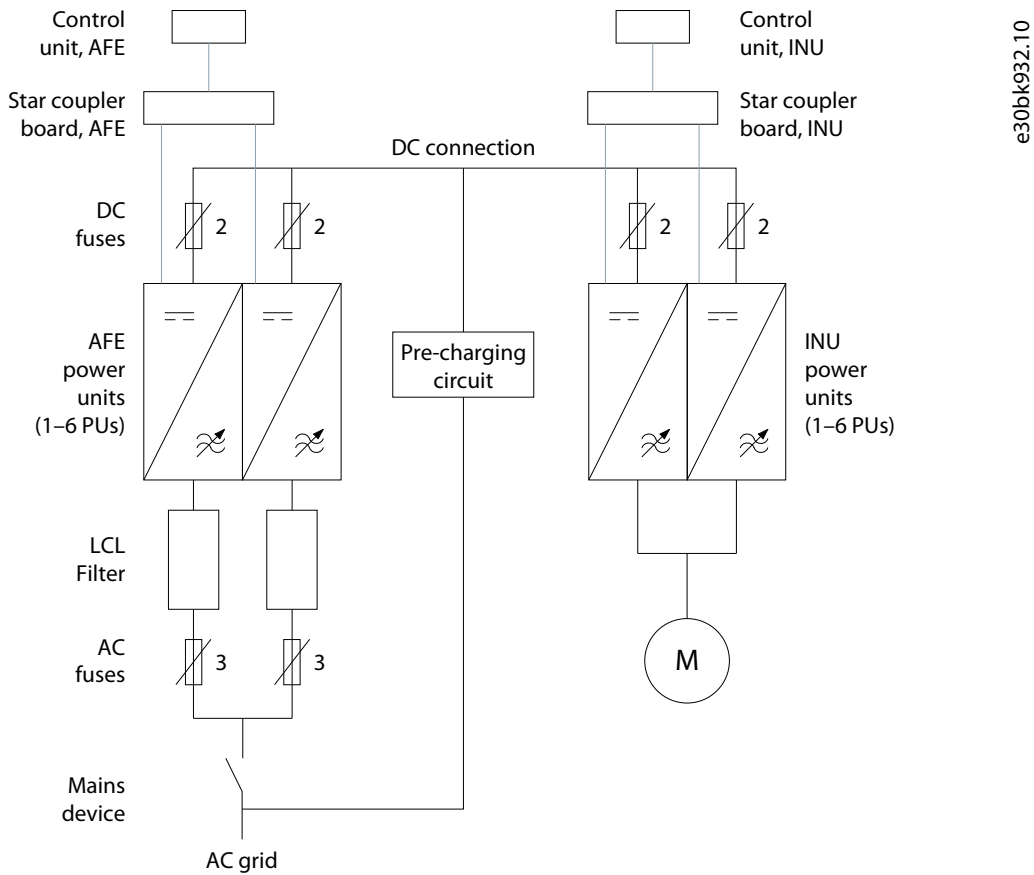 Control
unit, AFE
Control
unit, INU
e30bk932.10
Star coupler
board, AFE
Star coupler
board, INU
DC connection
DC
fuses
2
2
2
2
AFE
power
units
(1–6 PUs)
Pre-charging
circuit
INU
power
units
(1–6 PUs)
LCL
Filter
AC
fuses
3
3
M
Mains
device
AC grid